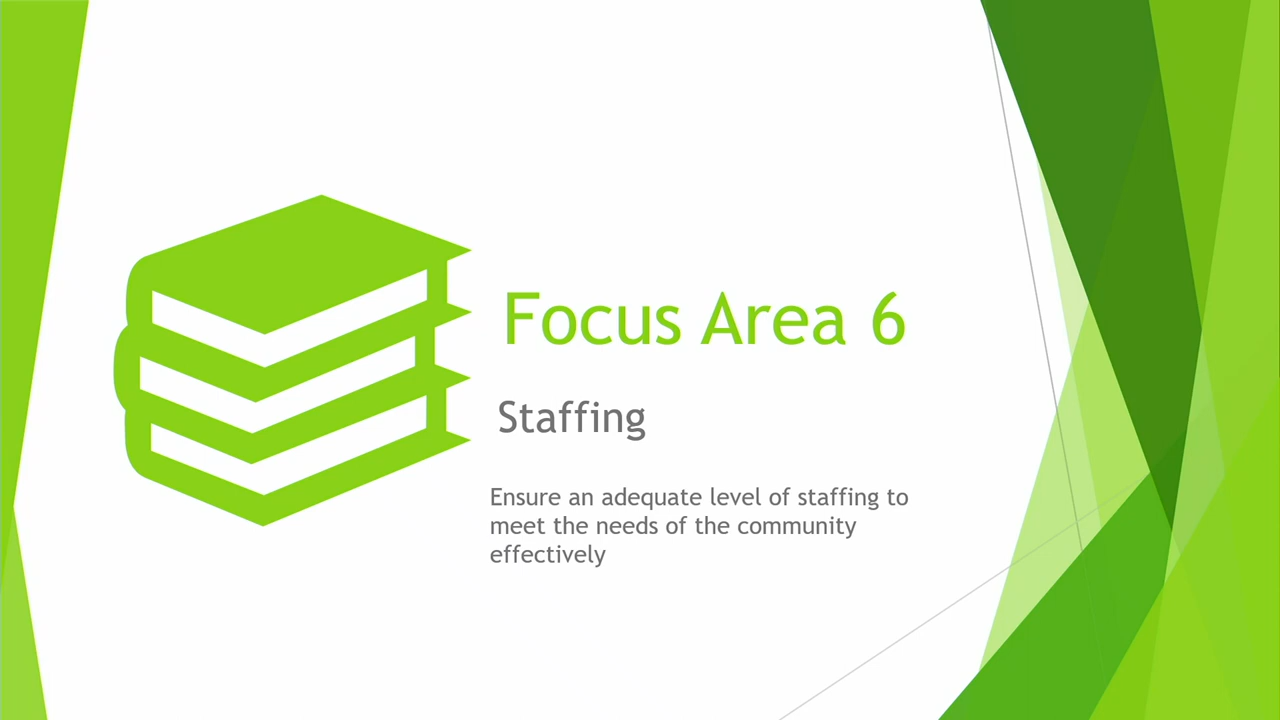 Focus Area 6
Staffing
Ensure an adequate level of staffing to
meet the needs of the community
effectively